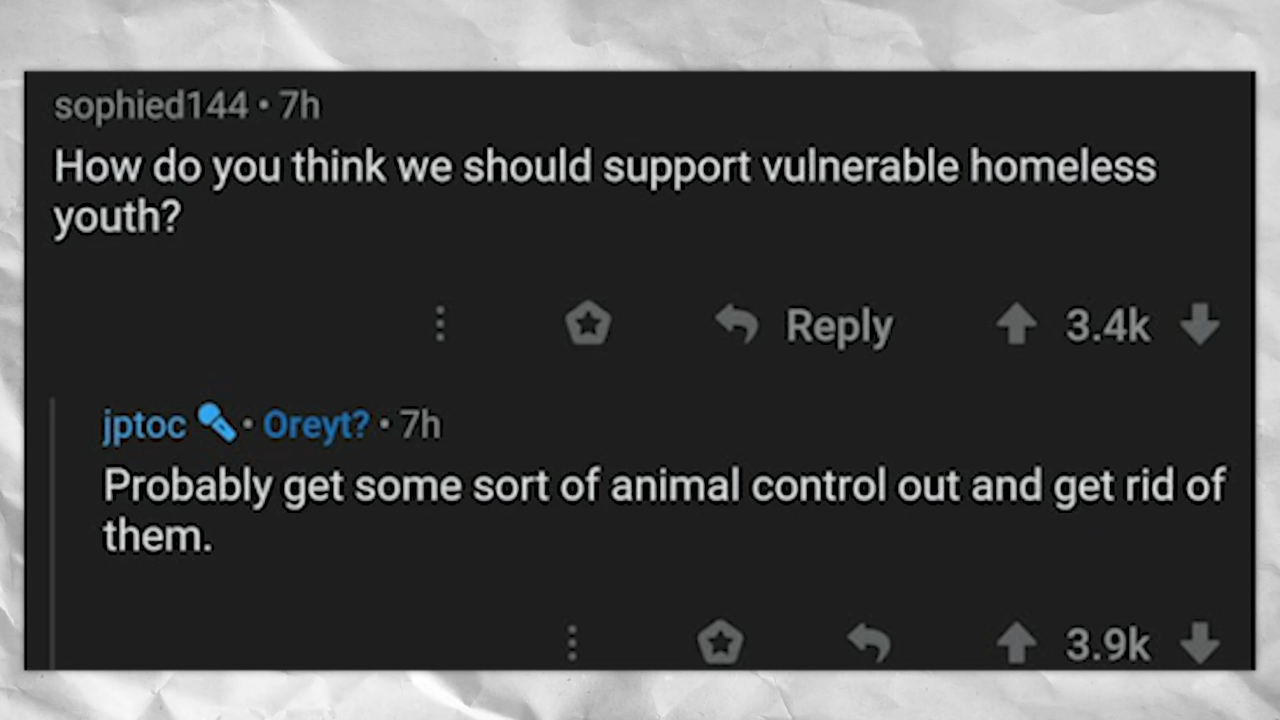 sophied144 • 7h
How do you think we should support vulnerable homeless
youth?
Reply 3.4k
jptoc • Oreyt? • 7h
Probably get some sort of animal control out and get rid of
them.
3.9k